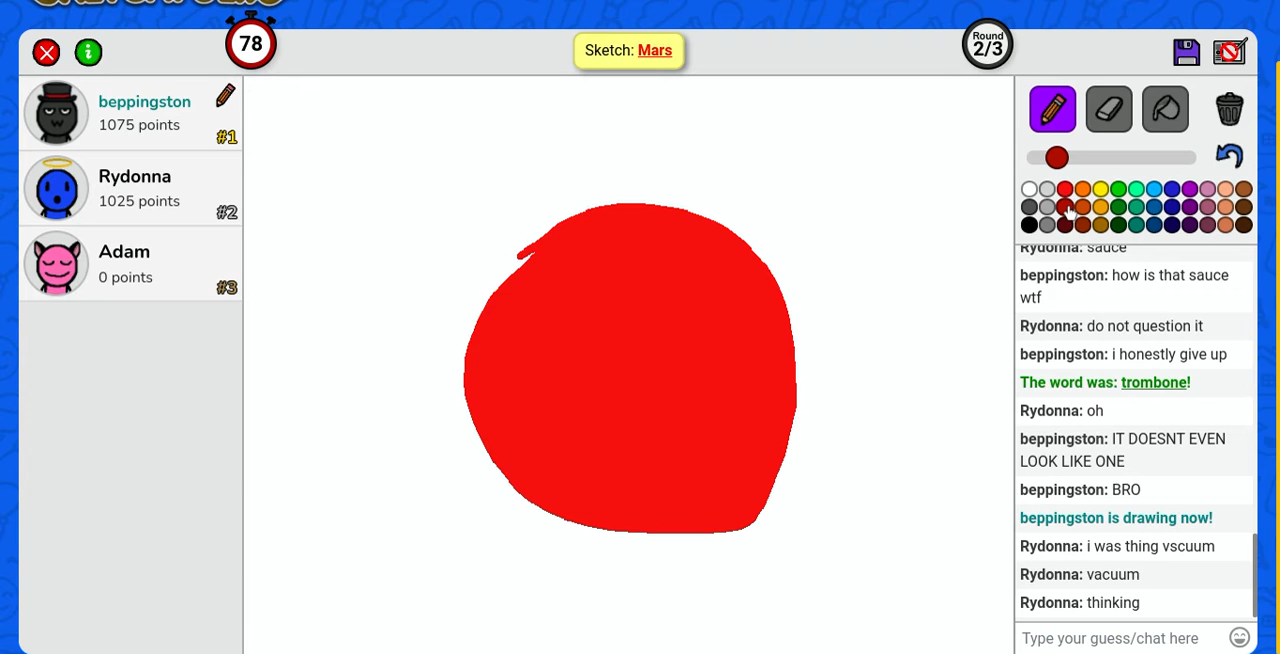 78
Sketch: Mars
Round
2/3
beppingston
1075 points
#1
Rydonna
1025 points
#2
Adam
0 points
#3
Rydonna: sauce
beppingston: how is that sauce
wtf
Rydonna: do not question it
beppingston: i honestly give up
The word was: trombone!
Rydonna: oh
beppingston: IT DOESNT EVEN
LOOK LIKE ONE
beppingston: BRO
beppingston is drawing now!
Rydonna: i was thing vscuum
Rydonna: vacuum
Rydonna: thinking
Type your guess/chat here